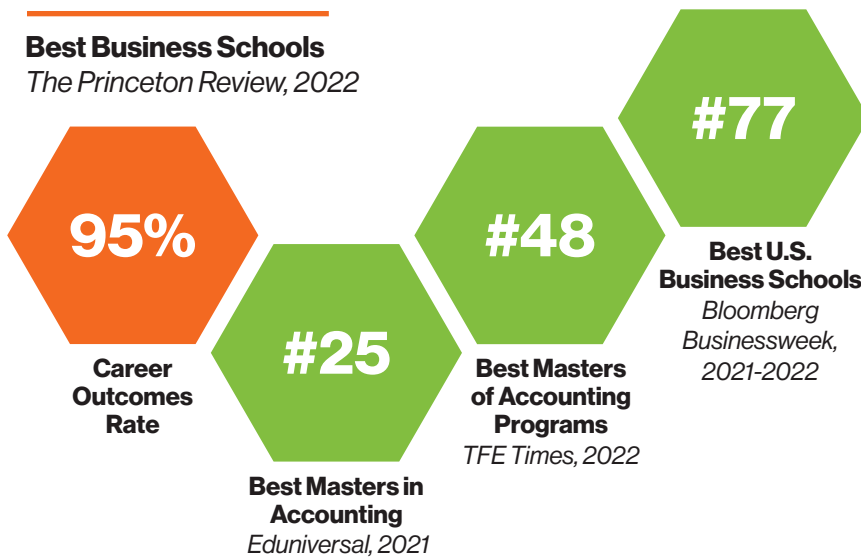 Best Business Schools
The Princeton Review, 2022
95%
Career
Outcomes
Rate
#25
Best Masters in
Accounting
Eduniversal, 2021
#48
Best Masters
of Accounting
Programs
TFE Times, 2022
#77
Best U.S.
Business Schools
Bloomberg
Businessweek,
2021-2022